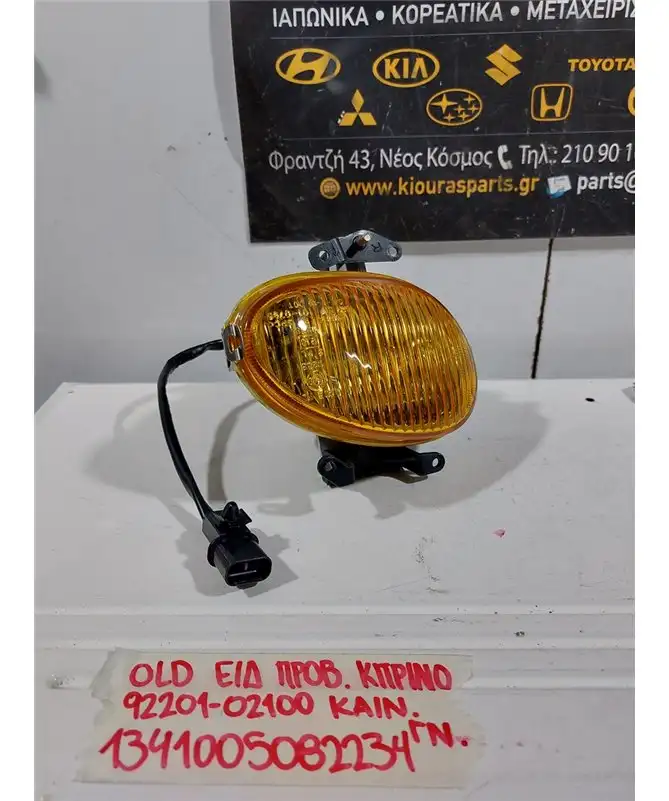 ΙΑΠΩΝΙΚΑ • ΚΟΡΕΑΤΙΚΑ • ΜΕΤΑΧΕΙΡΙΣ
KIA
TOYOTA
Φραντζή 43, Νέος Κόσμος Τηλ.: 210 90 1
www.kiourasparts.gr parts@
R
OLD ΕΙΔ ΠΡΟΒ. ΚΙΤΡΙΝΟ
92201-02100 ΚΑΙΝ.
1341005082234 ΓΝ.